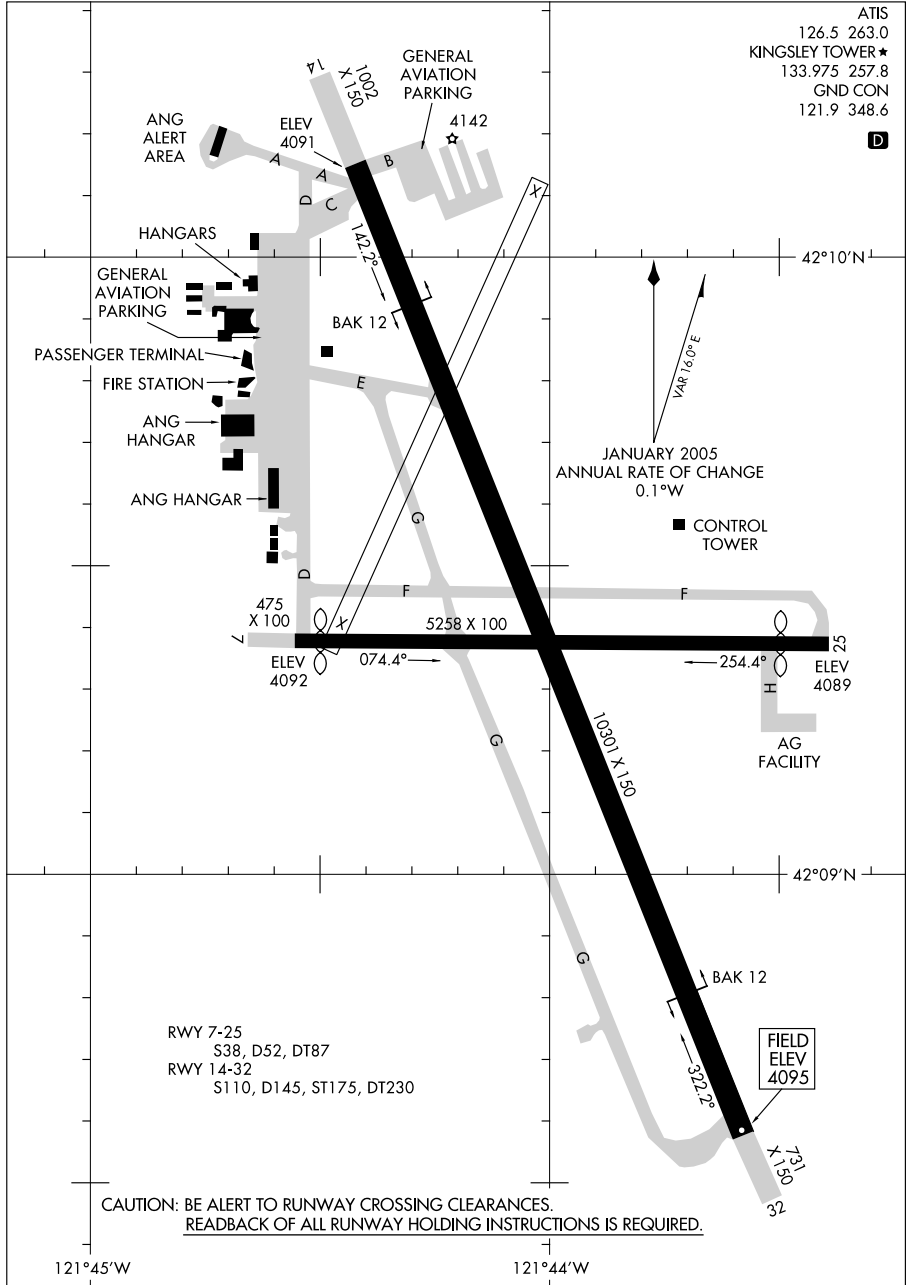 ATIS
126.5 263.0
KINGSLEY TOWER★
133.975 257.8
GND CON
121.9 348.6
D
14
1002
X 150
GENERAL
AVIATION
PARKING
4142
ANG
ALERT
AREA
ELEV
4091
A
A
B
C
D
X
HANGARS
142.2°
42°10'N
GENERAL
AVIATION
PARKING
BAK 12
PASSENGER TERMINAL
FIRE STATION
E
VAR 16.0° E
ANG
HANGAR
JANUARY 2005
ANNUAL RATE OF CHANGE
0.1°W
ANG HANGAR
G
CONTROL
TOWER
D
F
F
475
X 100
X
5258 X 100
7
25
ELEV
4092
074.4°
254.4°
ELEV
4089
H
G
10301 X 150
AG
FACILITY
42°09'N
G
BAK 12
RWY 7-25
S38, D52, DT87
RWY 14-32
S110, D145, ST175, DT230
322.2°
FIELD
ELEV
4095
731
X 150
32
CAUTION: BE ALERT TO RUNWAY CROSSING CLEARANCES.
READBACK OF ALL RUNWAY HOLDING INSTRUCTIONS IS REQUIRED.
121°45'W
121°44'W